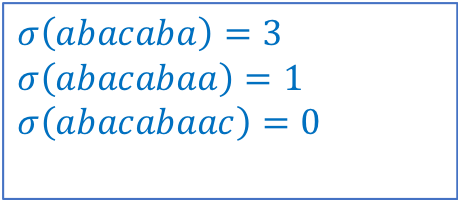 σ(abacaba) = 3
σ(abacabaa) = 1
σ(abacabaac) = 0